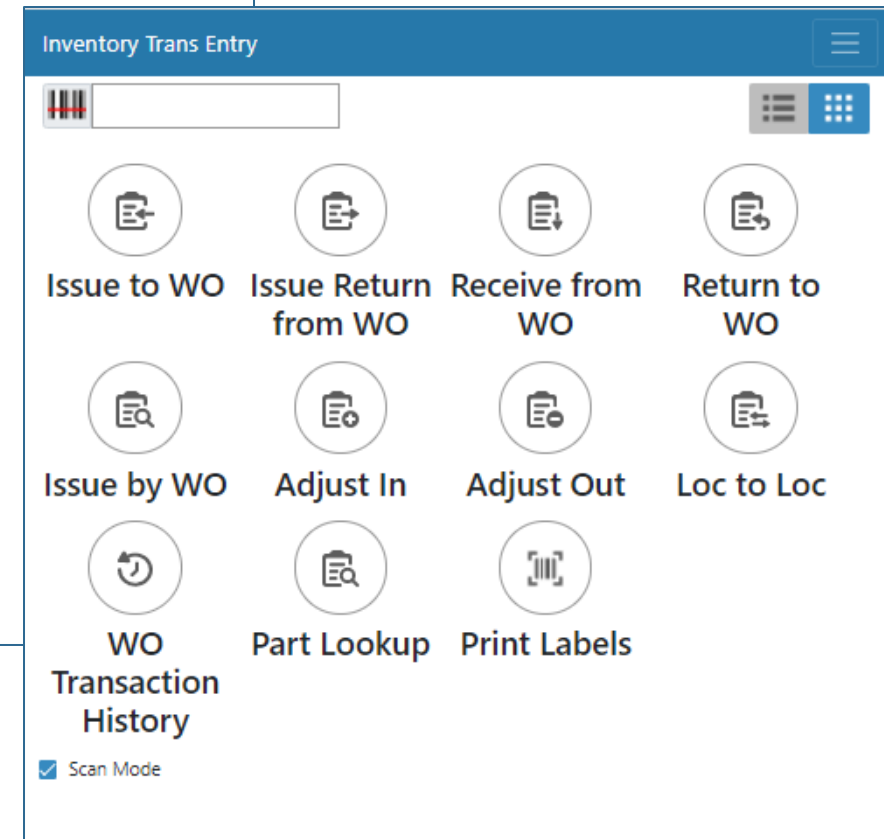 Inventory Trans Entry
Issue to WO
Issue Return
from WO
Receive from
WO
Return to
WO
Issue by WO
Adjust In
Adjust Out
Loc to Loc
WO
Transaction
History
Part Lookup
Print Labels
Scan Mode